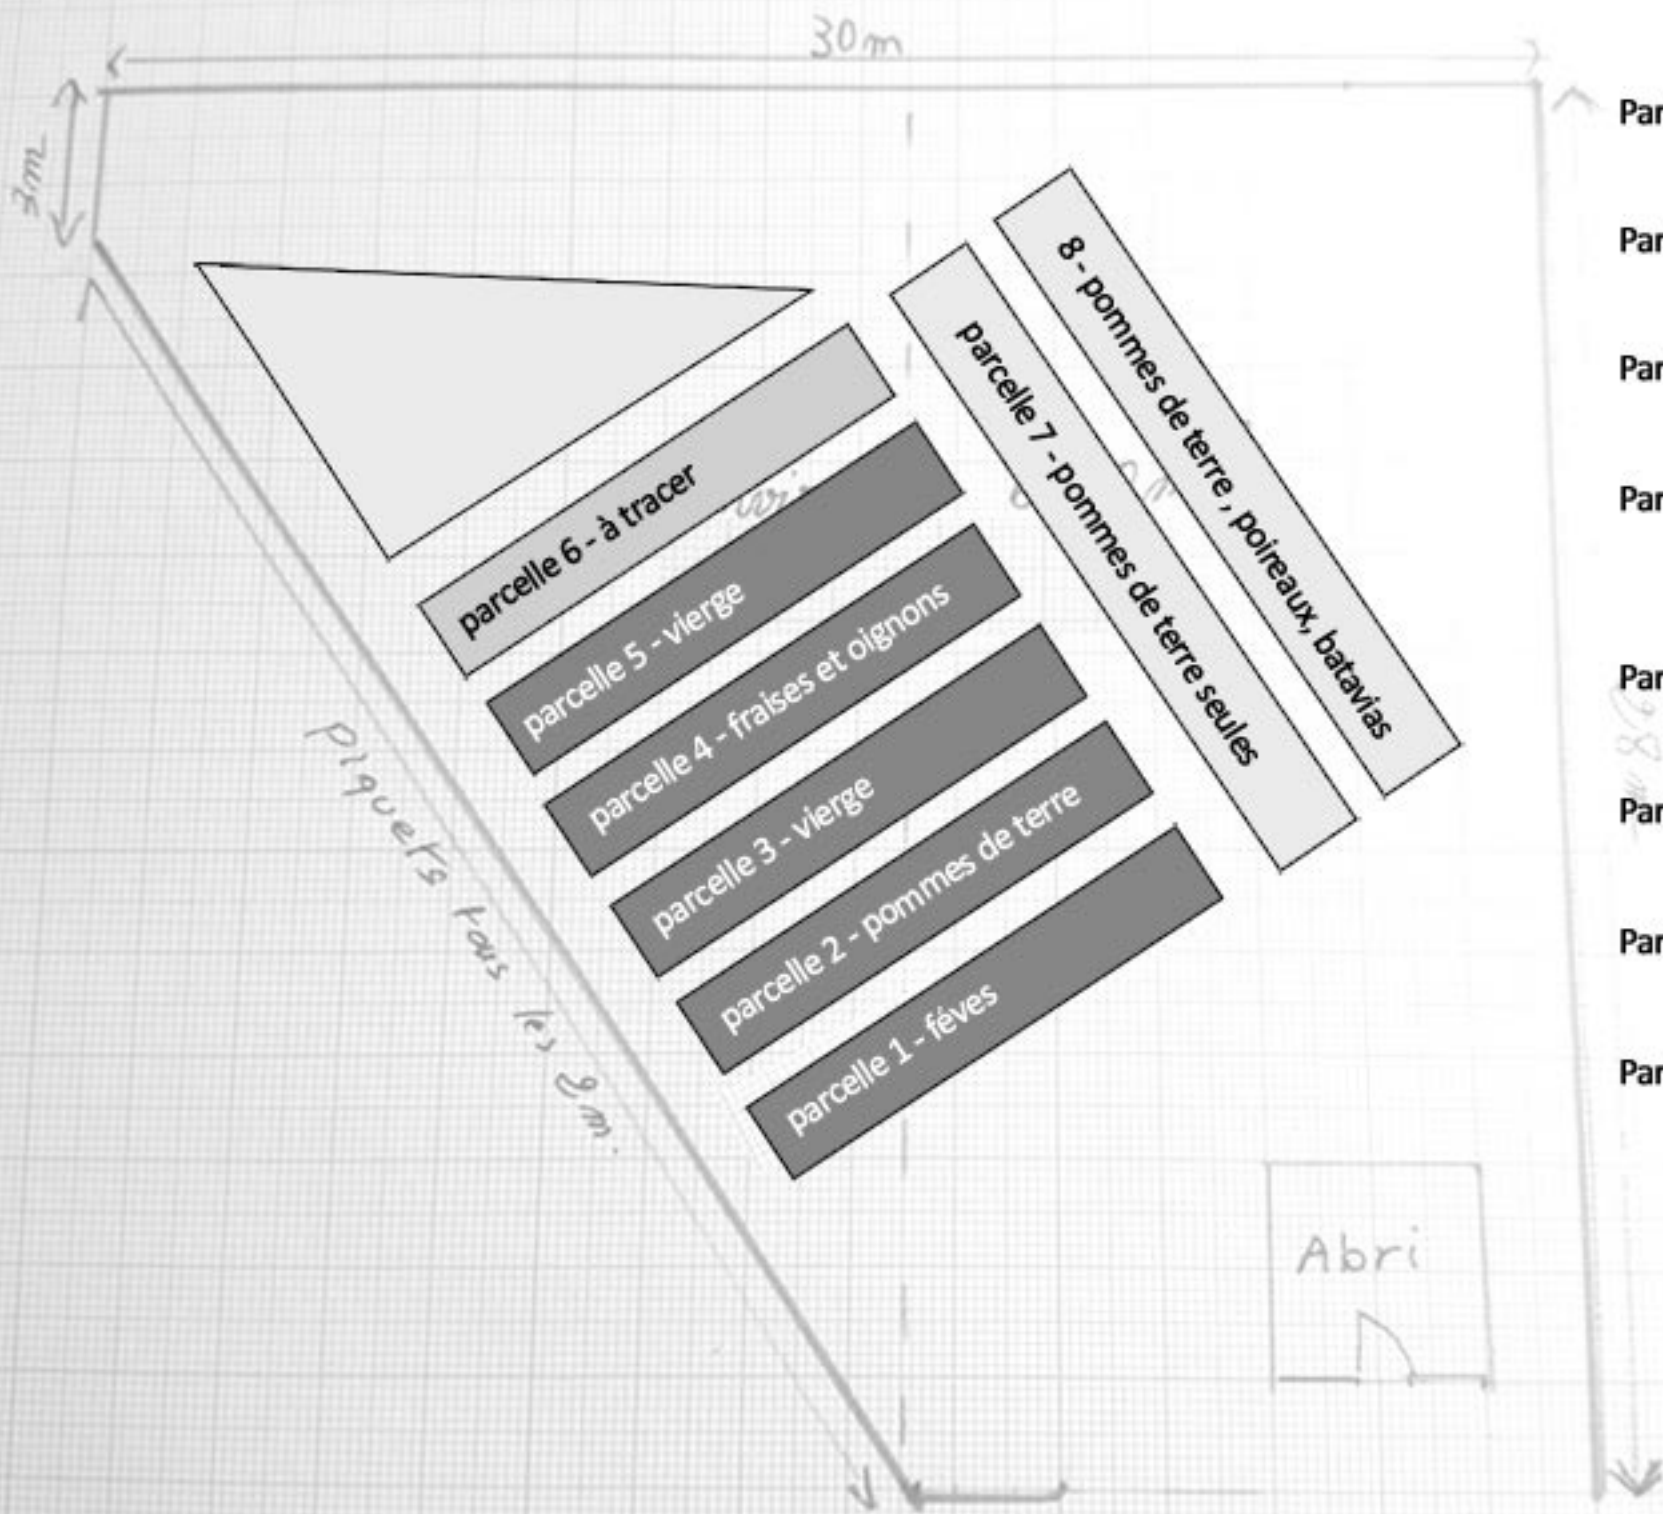 30m
3m
Par
Par
Par
Par
Par
Par
Par
Par
8 - pommes de terre , poireaux, batavias
parcelle 7 - pommes de terre seules
parcelle 6 - à tracer
parcelle 5 - vierge
parcelle 4 - fraises et oignons
parcelle 3 - vierge
parcelle 2 - pommes de terre
parcelle 1 - féves
piquets tous les 2m.
Abri